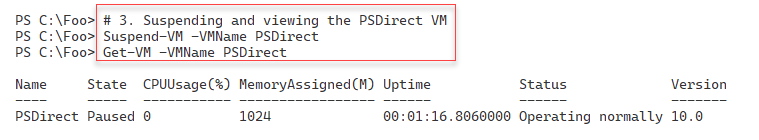 PS C:\Foo> # 3. Suspending and viewing the PSDirect VM
PS C:\Foo> Suspend-VM -VMName PSDirect
PS C:\Foo> Get-VM -VMName PSDirect
Name     State  CPUUsage(%) MemoryAssigned(M) Uptime           Status             Version
----     -----  ----------- ----------------- ------           ------             -------
PSDirect Paused 0           1024              00:01:16.8060000 Operating normally 10.0